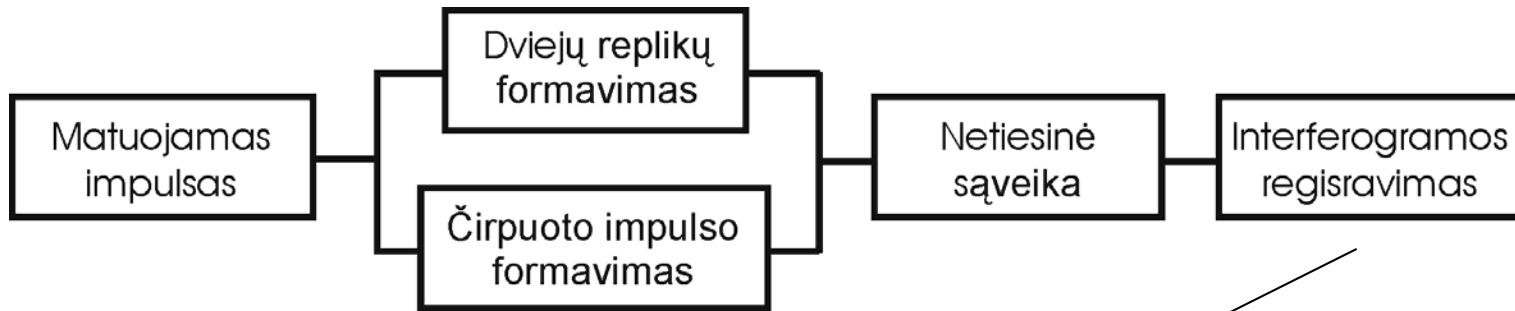 Matuojamas
impulsas
Dviejų replikų
formavimas
Čirpuoto impulso
formavimas
Netiesinė
sąveika
Interferogramos
regisravimas